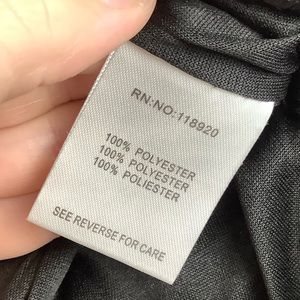 RN:NO:118920
100% POLYESTER
100% POLYESTER
100% POLIESTER
SEE REVERSE FOR CARE